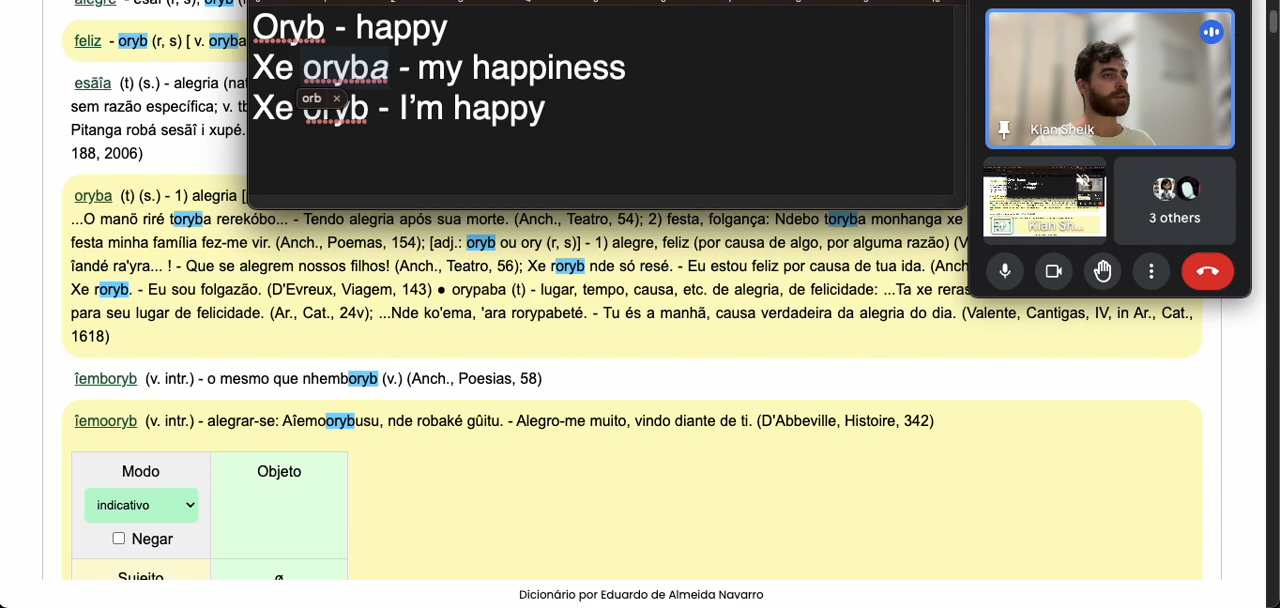 feliz - oryb (r, s) [ v. oryba
Oryb - happy
Xe oryba - my happiness
orb ×
Xe oryb - I'm happy
esãîa (t) (s.) - alegria (nat
sem razão específica; v. tb
Pitanga robá sesãî i xupé.
188, 2006)
oryba (t) (s.) - 1) alegria [
...O manõ riré toryba rerekóbo... - Tendo alegria após sua morte. (Anch., Teatro, 54); 2) festa, folgança: Ndebo toryba monhanga xe
festa minha família fez-me vir. (Anch., Poemas, 154); [adj.: oryb ou ory (r, s)] - 1) alegre, feliz (por causa de algo, por alguma razão) (V
îandé ra'yra... ! - Que se alegrem nossos filhos! (Anch., Teatro, 56); Xe roryb nde só resé. - Eu estou feliz por causa de tua ida. (Anch
Xe roryb. - Eu sou folgazão. (D'Evreux, Viagem, 143) ● orypaba (t) - lugar, tempo, causa, etc. de alegria, de felicidade: ...Ta xe reras
para seu lugar de felicidade. (Ar., Cat., 24v); ...Nde ko'ema, 'ara rorypabeté. - Tu és a manhã, causa verdadeira da alegria do dia. (Valente, Cantigas, IV, in Ar., Cat.,
1618)
îemboryb (v. intr.) - o mesmo que nhemboryb (v.) (Anch., Poesias, 58)
îemooryb (v. intr.) - alegrar-se: Aîemoorybusu, nde robaké gûitu. - Alegro-me muito, vindo diante de ti. (D'Abbeville, Histoire, 342)
Modo
Objeto
indicativo
Negar
Sujeito
ø
Dicionário por Eduardo de Almeida Navarro
Kian Sheik
Kian Sh...
3 others